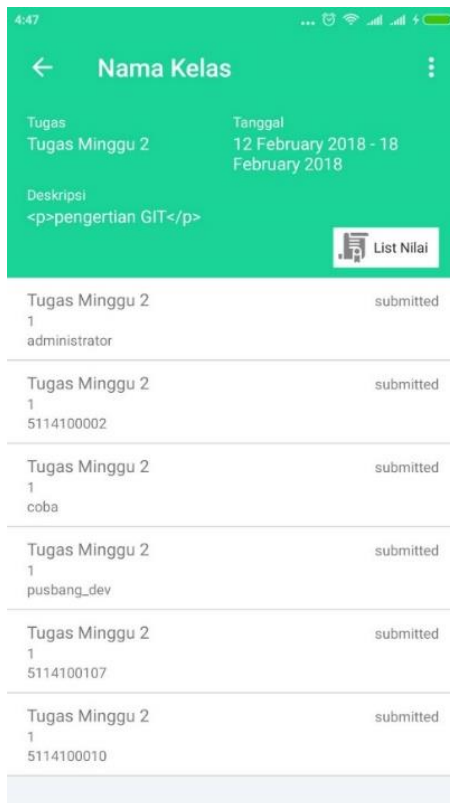 4:47
Nama Kelas
Tugas
Tugas Minggu 2
Tanggal
12 February 2018 - 18
February 2018
Deskripsi
<p>pengertian GIT</p>
List Nilai
Tugas Minggu 2 submitted
1
administrator
Tugas Minggu 2 submitted
1
5114100002
Tugas Minggu 2 submitted
1
coba
Tugas Minggu 2 submitted
1
pusbang_dev
Tugas Minggu 2 submitted
1
5114100107
Tugas Minggu 2 submitted
1
5114100010